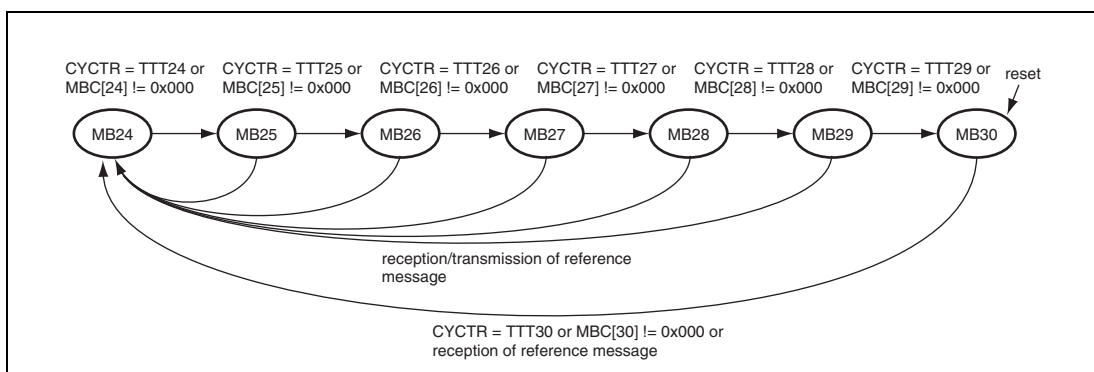 CYCTR = TTT24 or
MBC[24] != 0x000
CYCTR = TTT25 or
MBC[25] != 0x000
CYCTR = TTT26 or
MBC[26] != 0x000
CYCTR = TTT27 or
MBC[27] != 0x000
CYCTR = TTT28 or
MBC[28] != 0x000
CYCTR = TTT29 or
MBC[29] != 0x000
reset
MB24
MB25
MB26
MB27
MB28
MB29
MB30
reception/transmission of reference
message
CYCTR = TTT30 or MBC[30] != 0x000 or
reception of reference message